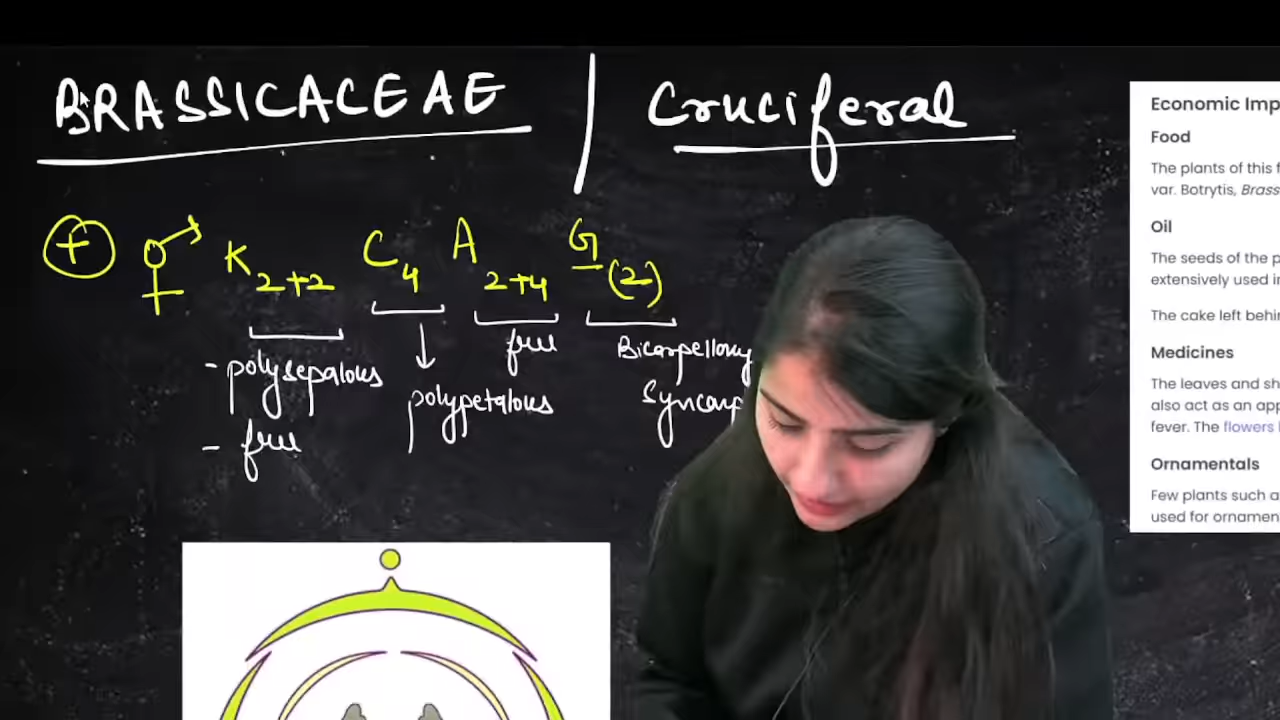 BRASSICACEAE | Cruciferal
⊕ ⚥ K2+2 C4 A2+4 G(2)
- polysepalous
- free
polypetalous
free
Bicarpellary
Syncarp
Economic Imp
Food
The plants of this f
var. Botrytis, Brass
Oil
The seeds of the p
extensively used i
The cake left behi
Medicines
The leaves and sh
also act as an app
fever. The flowers
Ornamentals
Few plants such a
used for ornamen